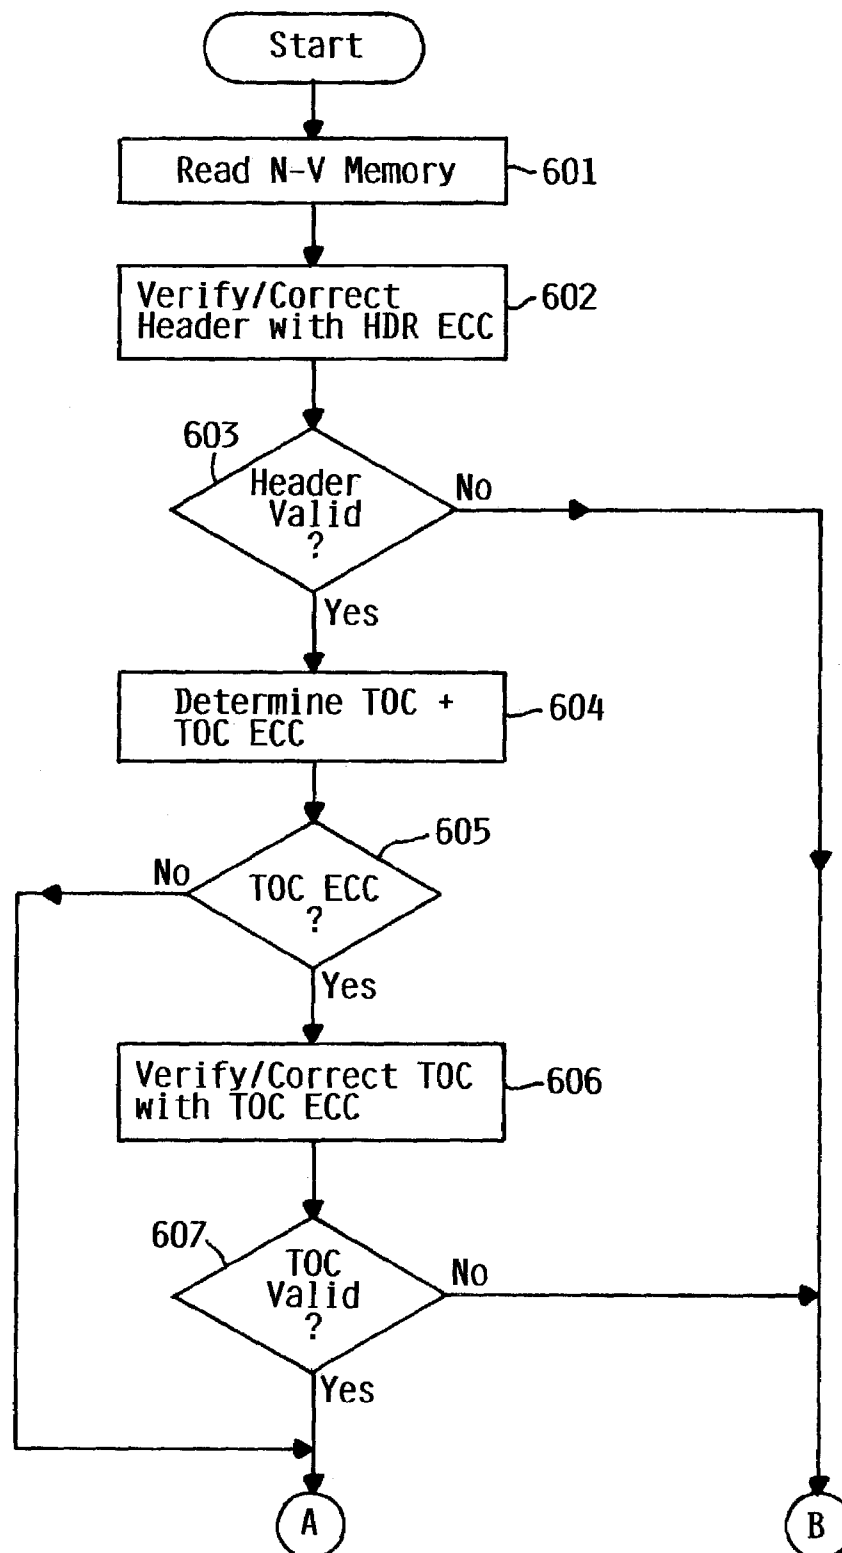 Start
Read N-V Memory
601
Verify/Correct
Header with HDR ECC
602
603
Header
Valid
?
No
Yes
Determine TOC +
TOC ECC
604
605
No
TOC ECC
?
Yes
Verify/Correct TOC
with TOC ECC
606
607
TOC
Valid
?
No
Yes
A
B